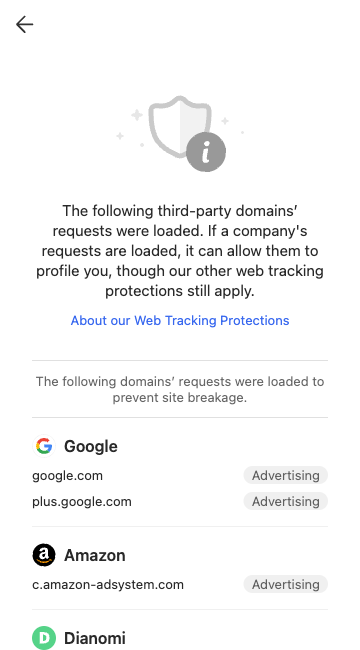 The following third-party domains’
requests were loaded. If a company's
requests are loaded, it can allow them to
profile you, though our other web tracking
protections still apply.
About our Web Tracking Protections
The following domains’ requests were loaded to
prevent site breakage.
Google
google.com Advertising
plus.google.com Advertising
a Amazon
c.amazon-adsystem.com Advertising
D Dianomi